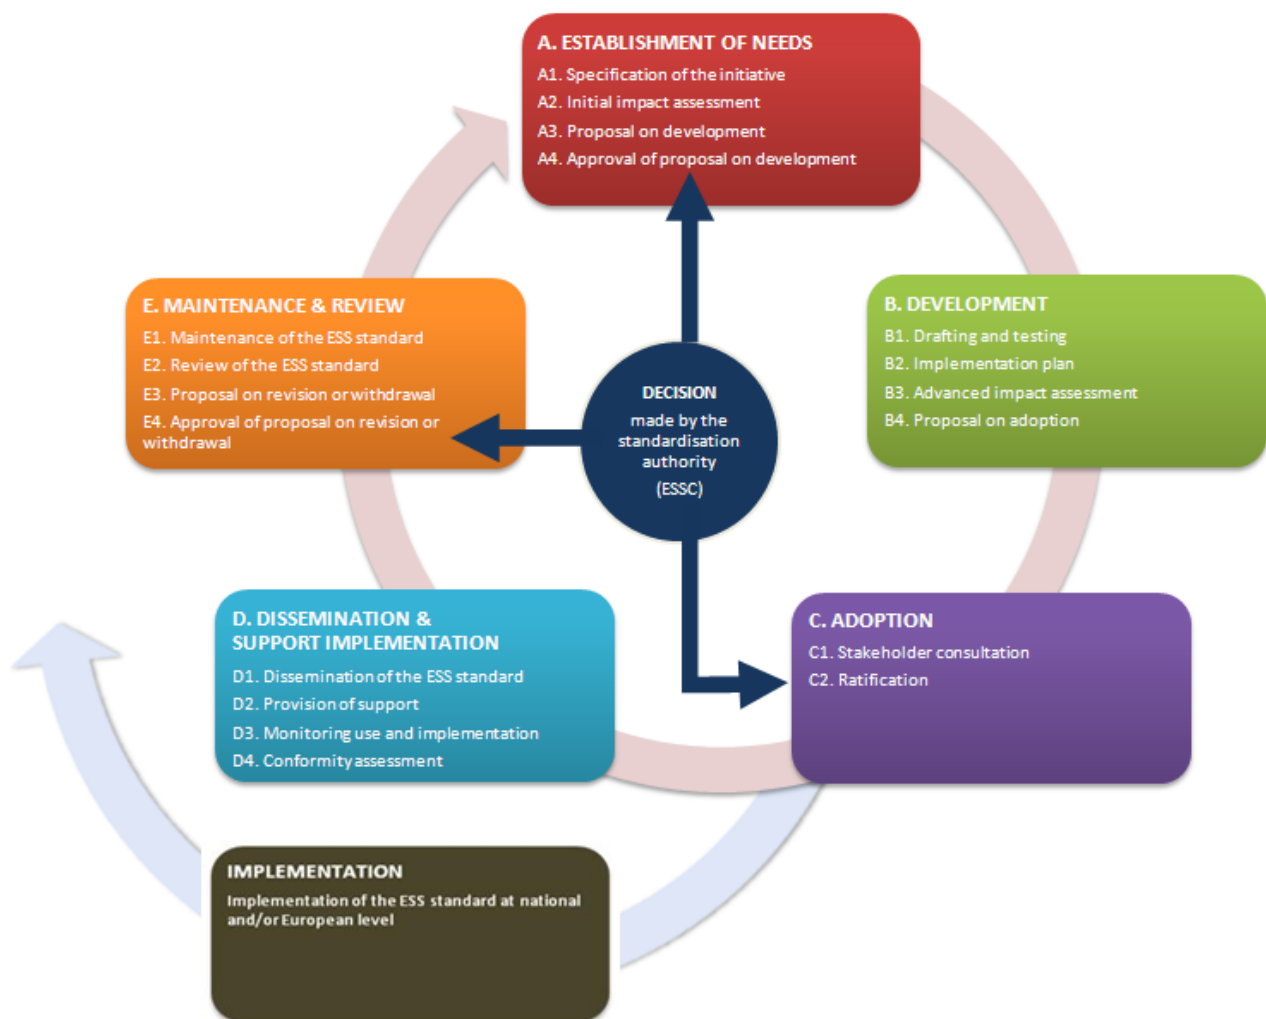 A. ESTABLISHMENT OF NEEDS
A1. Specification of the initiative
A2. Initial impact assessment
A3. Proposal on development
A4. Approval of proposal on development
B. DEVELOPMENT
B1. Drafting and testing
B2. Implementation plan
B3. Advanced impact assessment
B4. Proposal on adoption
E. MAINTENANCE & REVIEW
E1. Maintenance of the ESS standard
E2. Review of the ESS standard
E3. Proposal on revision or withdrawal
E4. Approval of proposal on revision or
withdrawal
DECISION
made by the
standardisation
authority
(ESSC)
D. DISSEMINATION &
SUPPORT IMPLEMENTATION
D1. Dissemination of the ESS standard
D2. Provision of support
D3. Monitoring use and implementation
D4. Conformity assessment
C. ADOPTION
C1. Stakeholder consultation
C2. Ratification
IMPLEMENTATION
Implementation of the ESS standard at national
and/or European level